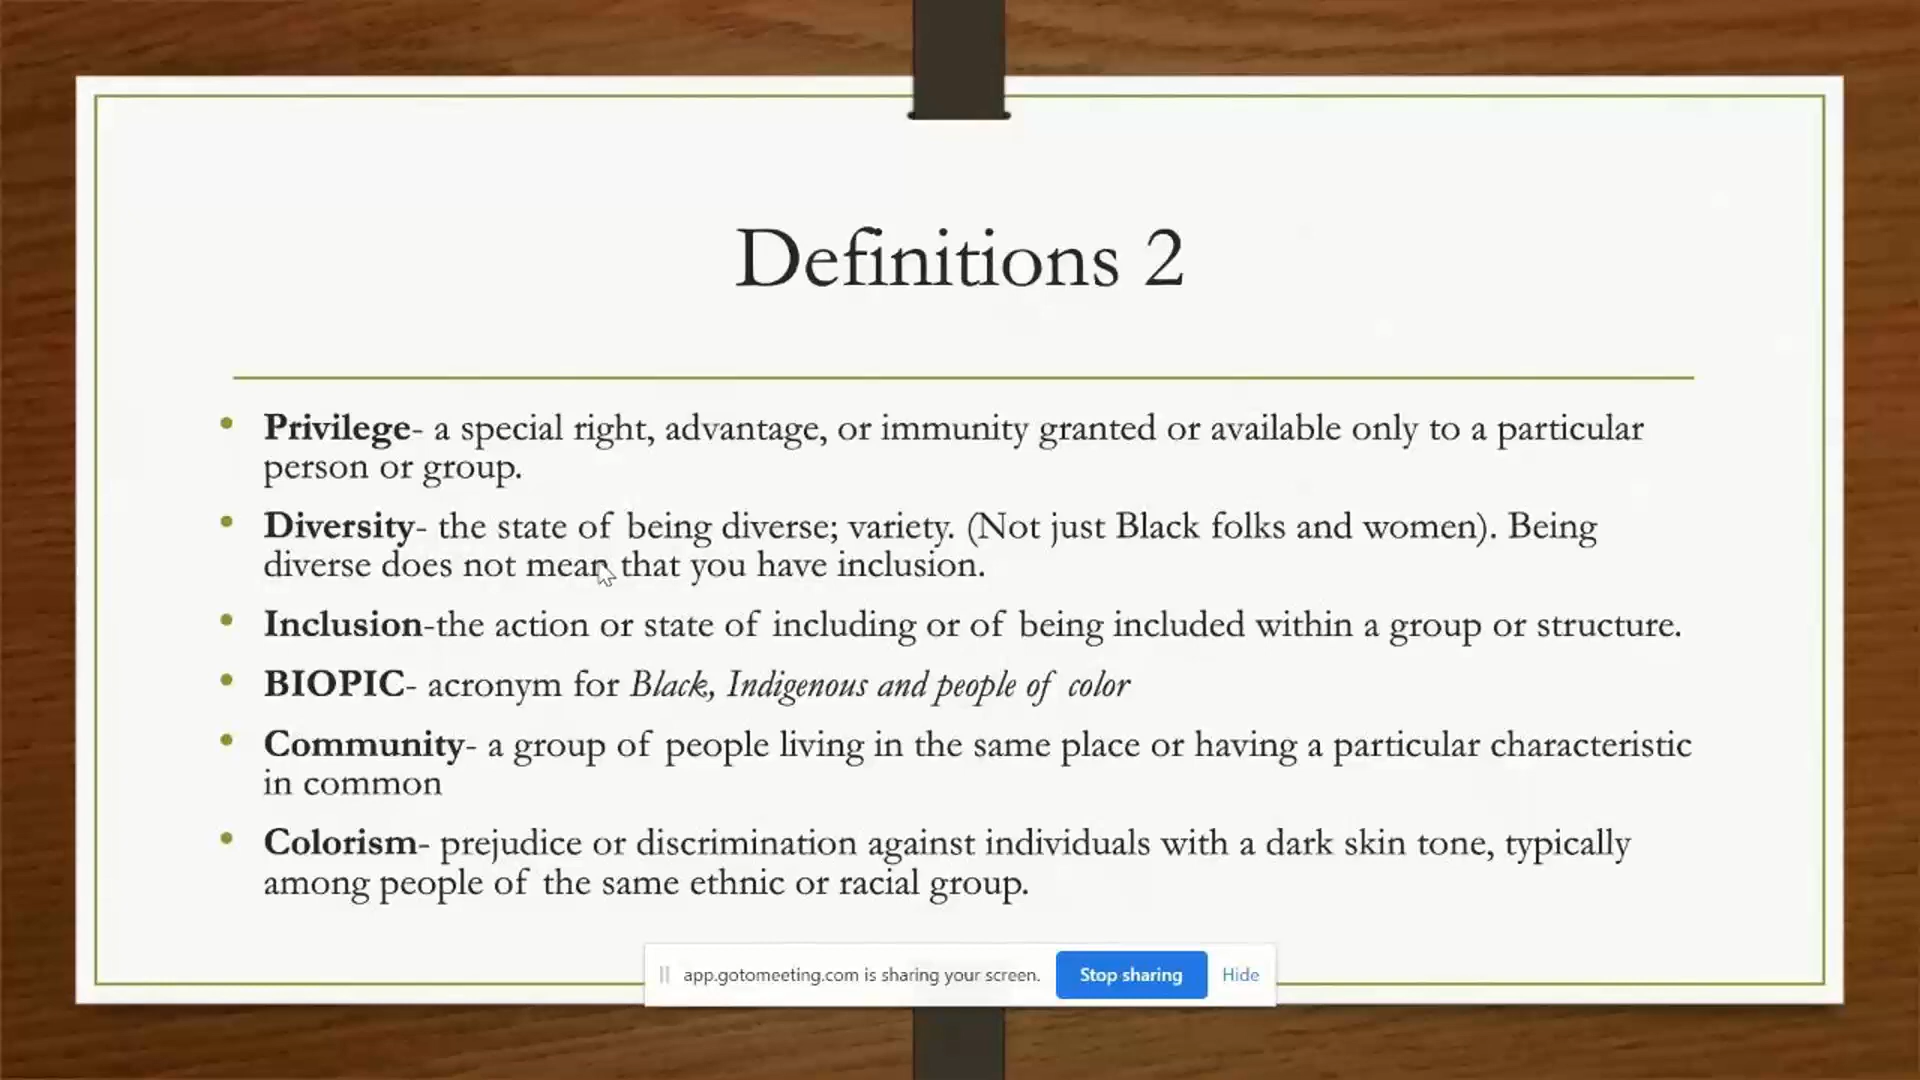 Definitions 2
Privilege- a special right, advantage, or immunity granted or available only to a particular
person or group.
Diversity- the state of being diverse; variety. (Not just Black folks and women). Being
diverse does not mean that you have inclusion.
Inclusion-the action or state of including or of being included within a group or structure.
BIOPIC- acronym for Black, Indigenous and people of color
Community- a group of people living in the same place or having a particular characteristic
in common
Colorism- prejudice or discrimination against individuals with a dark skin tone, typically
among people of the same ethnic or racial group.
app.gotomeeting.com is sharing your screen. Stop sharing Hide